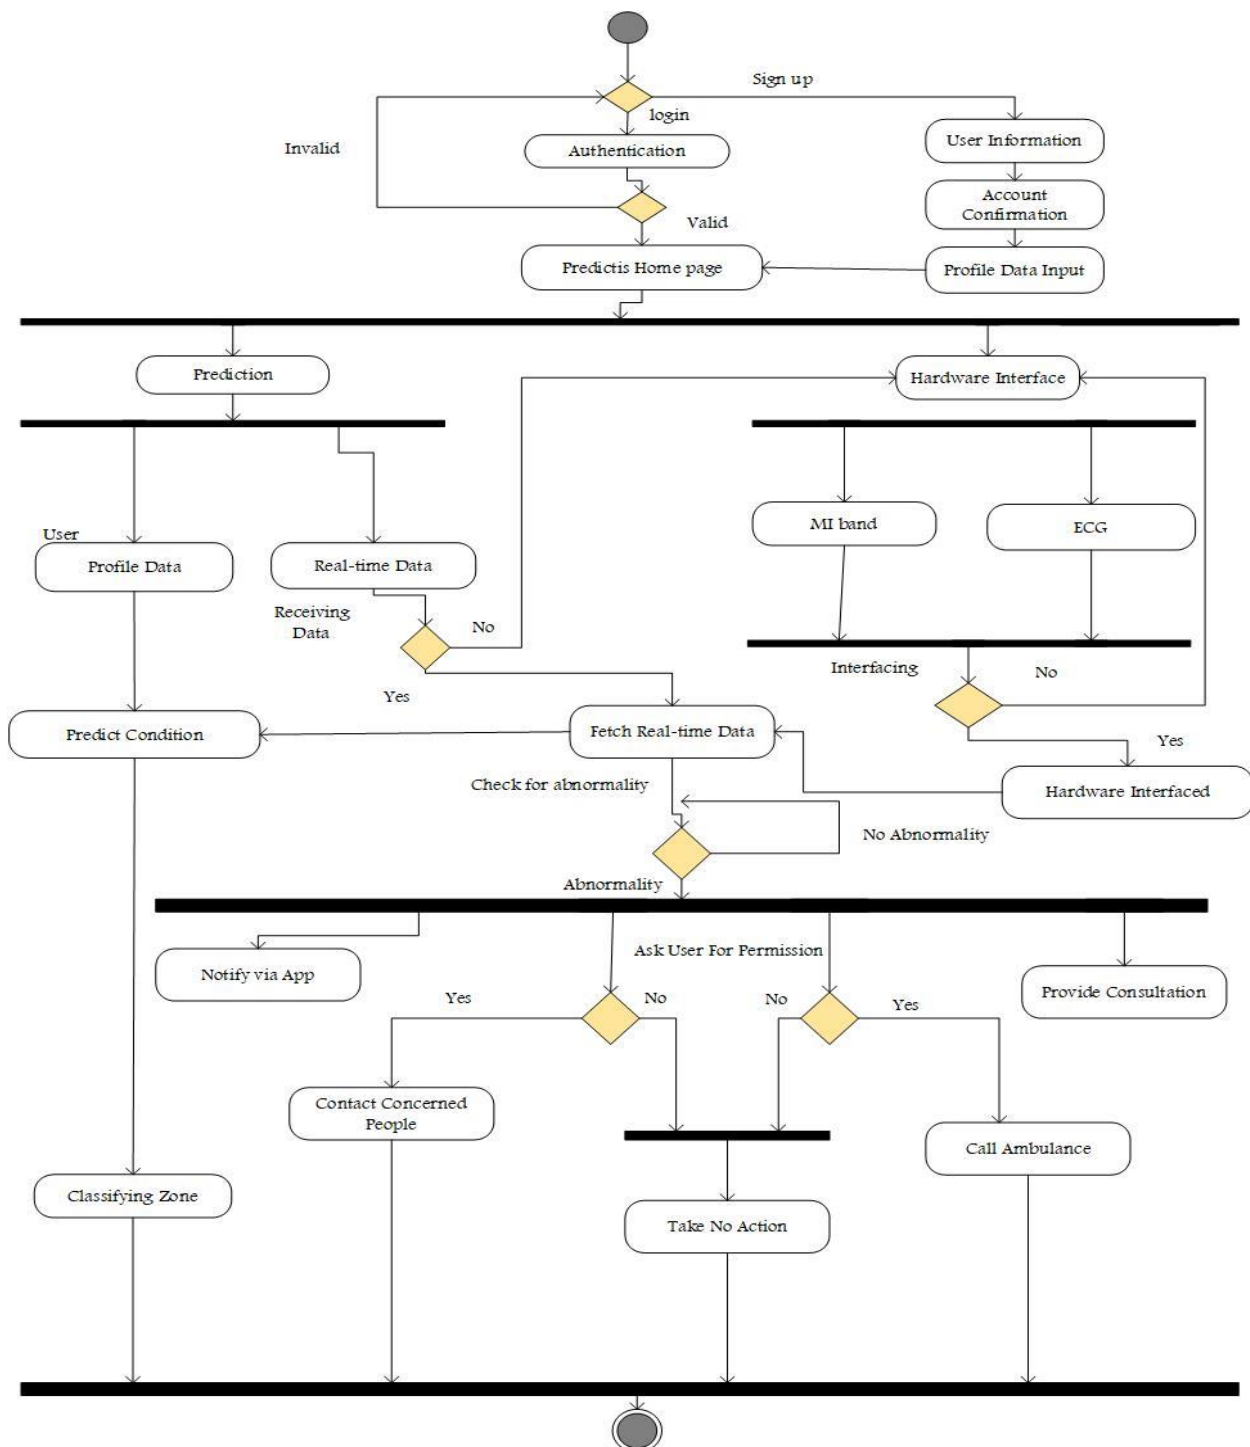 Sign up
login
Invalid
Authentication
User Information
Account
Confirmation
Valid
Predictis Home page
Profile Data Input
Prediction
Hardware Interface
MI band
ECG
User
Profile Data
Real-time Data
Receiving
Data
No
Interfacing
No
Yes
Predict Condition
Fetch Real-time Data
Yes
Check for abnormality
Hardware Interfaced
No Abnormality
Abnormality
Ask User For Permission
Notify via App
Provide Consultation
Yes
No
No
Yes
Contact Concerned
People
Call Ambulance
Classifying Zone
Take No Action